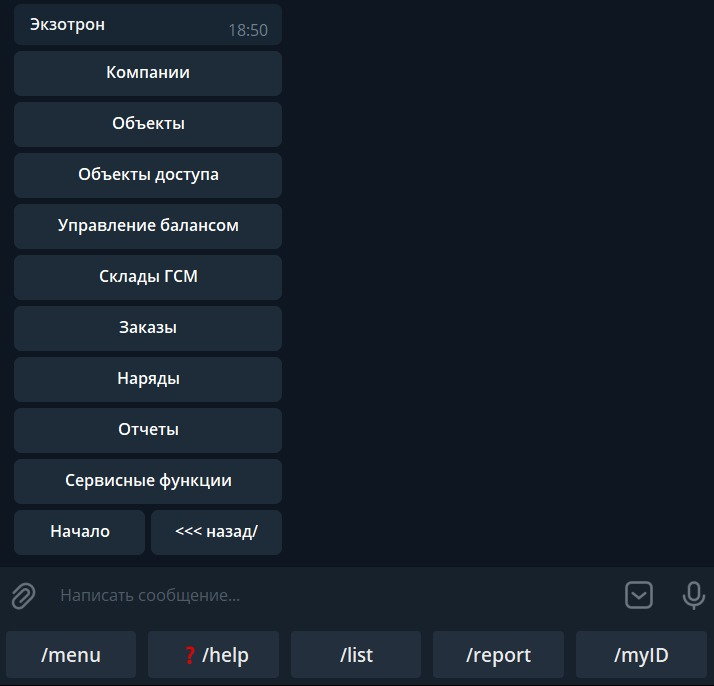 Экзотрон
18:50
Компании
Объекты
Объекты доступа
Управление балансом
Склады ГСМ
Заказы
Наряды
Отчеты
Сервисные функции
Начало <<< назад/
Написать сообщение...
/menu ❓ /help /list /report /myID